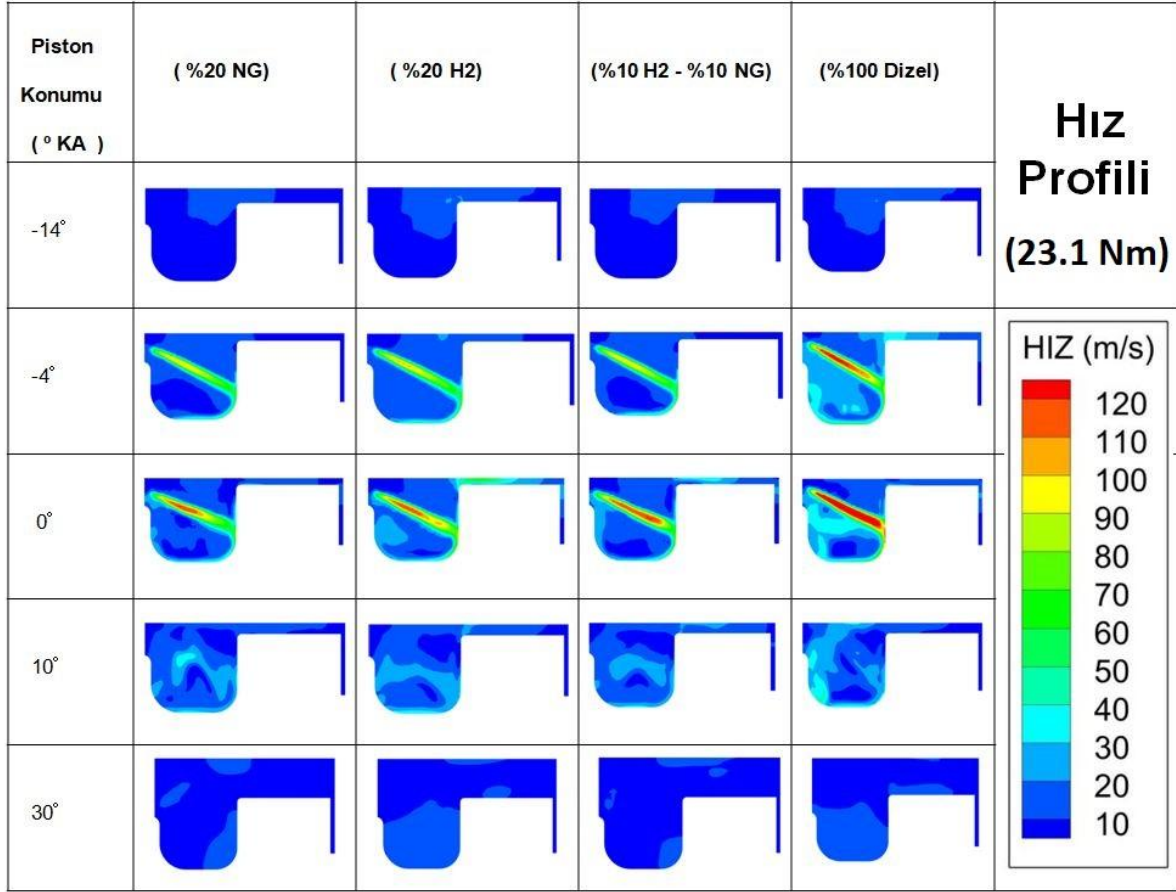 Piston
Konumu
( º KA )
( %20 NG)
( %20 H2)
(%10 H2 - %10 NG)
(%100 Dizel)
Hız
Profili
(23.1 Nm)
-14°
-4°
0°
10°
30°
HIZ (m/s)
120
110
100
90
80
70
60
50
40
30
20
10